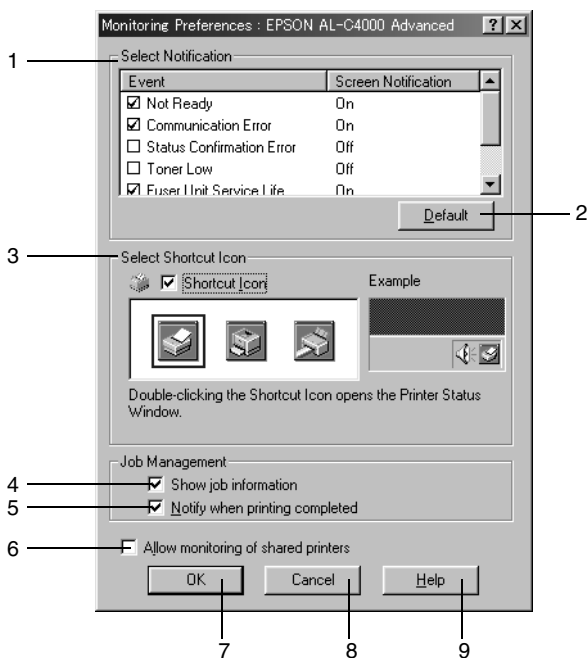 Monitoring Preferences : EPSON AL-C4000 Advanced
1
Select Notification
Event Screen Notification
Not Ready On
Communication Error On
Status Confirmation Error Off
Toner Low Off
Fuser Unit Service Life On
Default
2
3
Select Shortcut Icon
Shortcut Icon
Example
Double-clicking the Shortcut Icon opens the Printer Status
Window.
Job Management
4
Show job information
5
Notify when printing completed
6
Allow monitoring of shared printers
OK Cancel Help
7 8 9